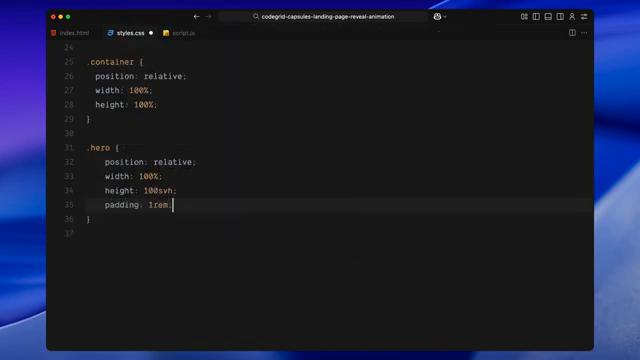 codegrid-capsules-landing-page-reveal-animation
index.html
styles.css
script.js
24
25 .container {
26 position: relative;
27 width: 100%;
28 height: 100%;
29 }
30
31 .hero {
32 position: relative;
33 width: 100%;
34 height: 100svh;
35 padding: 1rem;
36 }
37